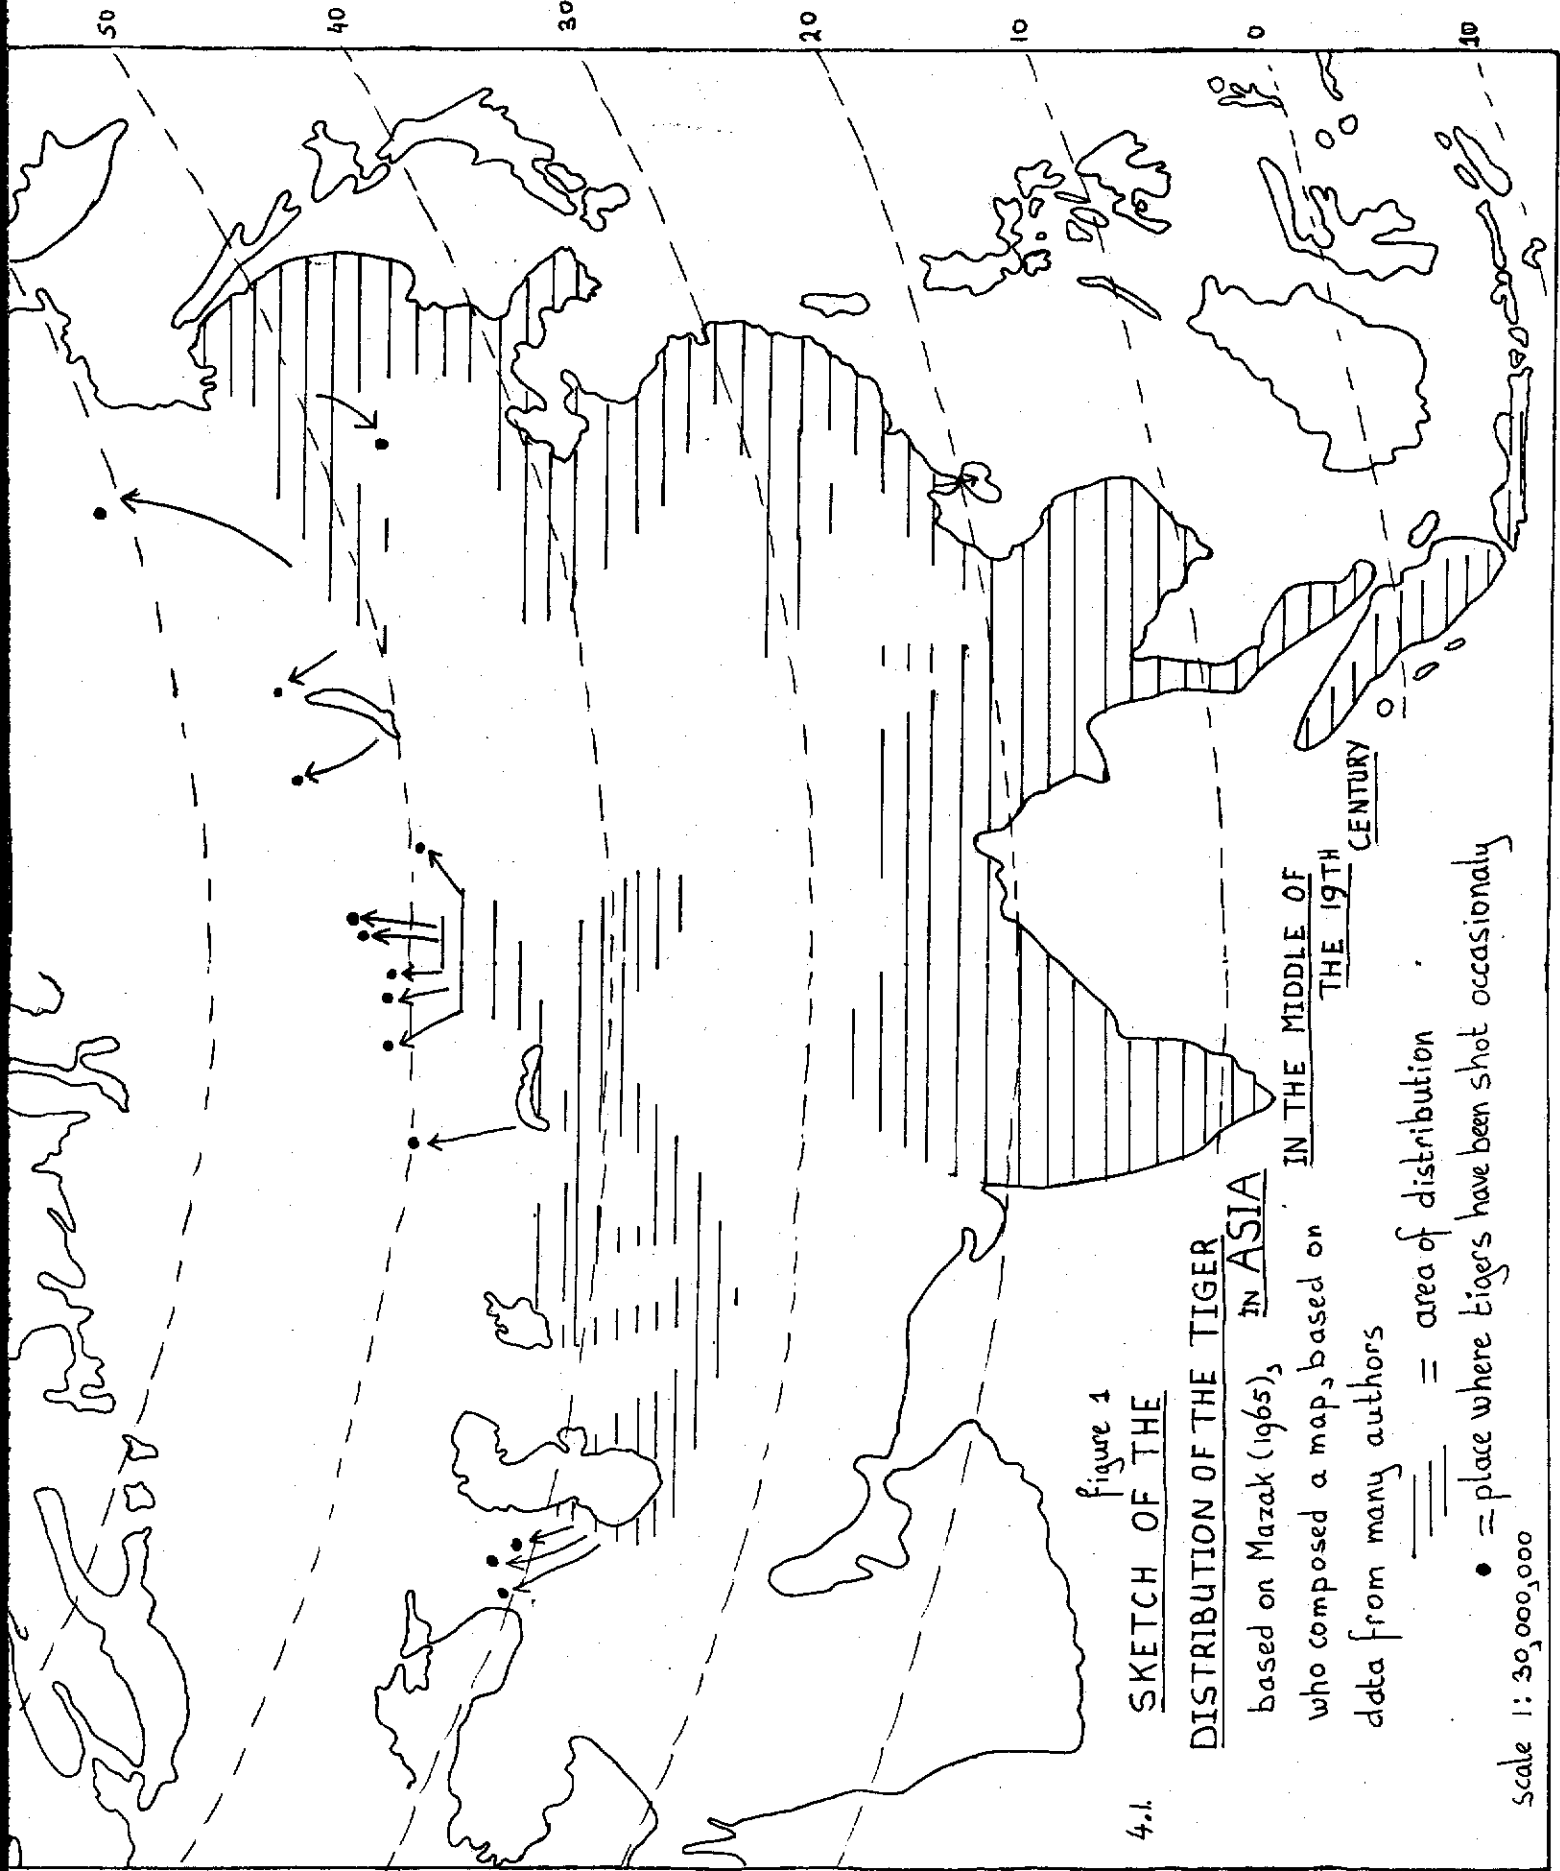 50
40
30
20
10
0
10
figure 1
4.1. SKETCH OF THE
DISTRIBUTION OF THE TIGER
IN ASIA
IN THE MIDDLE OF
THE 19TH
CENTURY
based on Mazak (1965),
who composed a map, based on
data from many authors
= area of distribution
• = place where tigers have been shot occasionaly
scale 1: 30,000,000